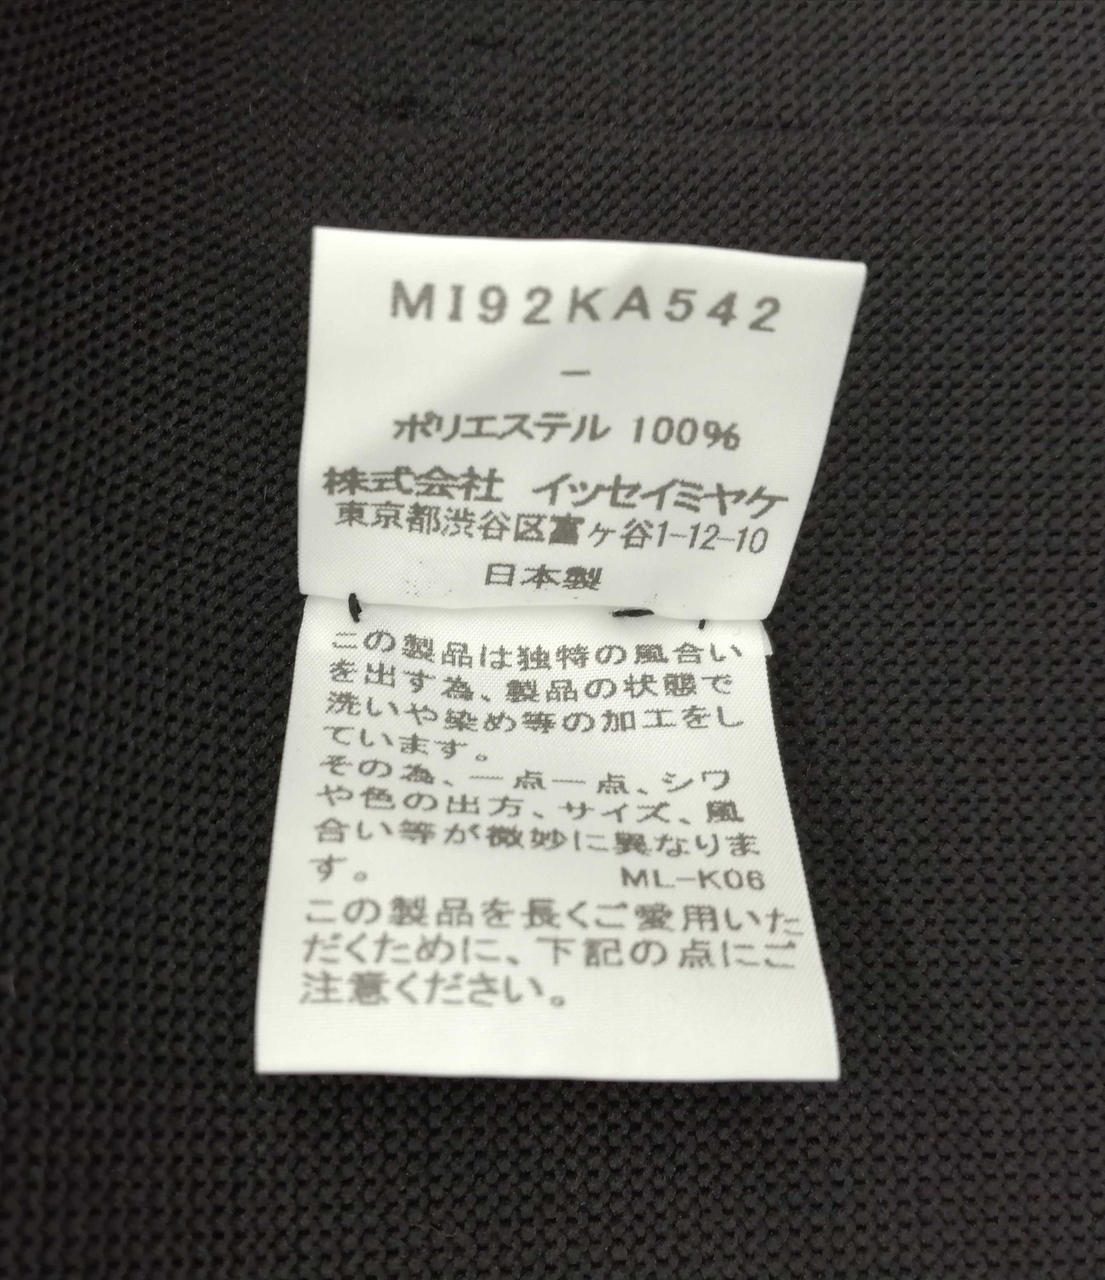 MI92KA542
－
ポリエステル 100%
株式会社 イッセイミヤケ
東京都渋谷区富ヶ谷1-12-10
日本製
この製品は独特の風合い
を出す為、製品の状態で
洗いや染め等の加工をし
ています。
その為、一点一点、シワ
や色の出方、サイズ、風
合い等が微妙に異なりま
す。 ML-K06
この製品を長くご愛用いた
だくために、下記の点にご
注意ください。